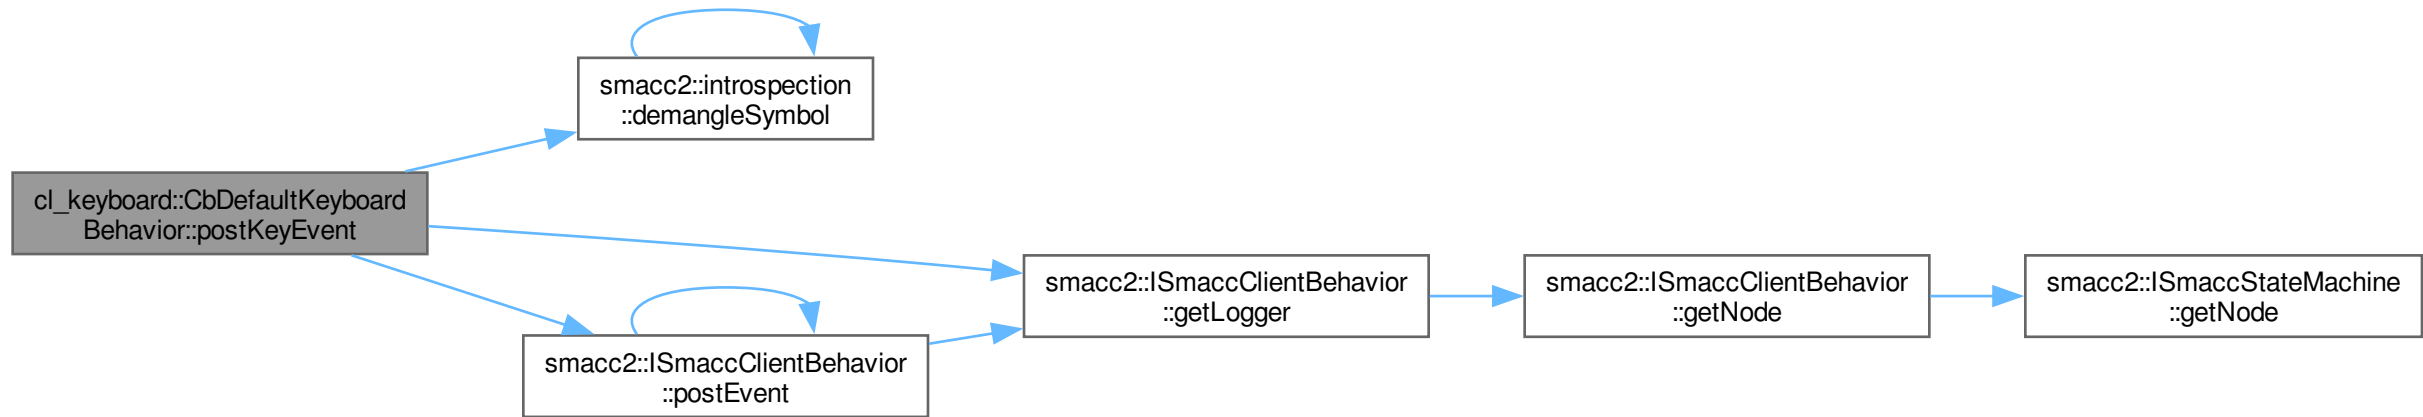 smacc2::introspection
::demangleSymbol
cl_keyboard::CbDefaultKeyboard
Behavior::postKeyEvent
smacc2::ISmaccClientBehavior
::getLogger
smacc2::ISmaccClientBehavior
::getNode
smacc2::ISmaccStateMachine
::getNode
smacc2::ISmaccClientBehavior
::postEvent